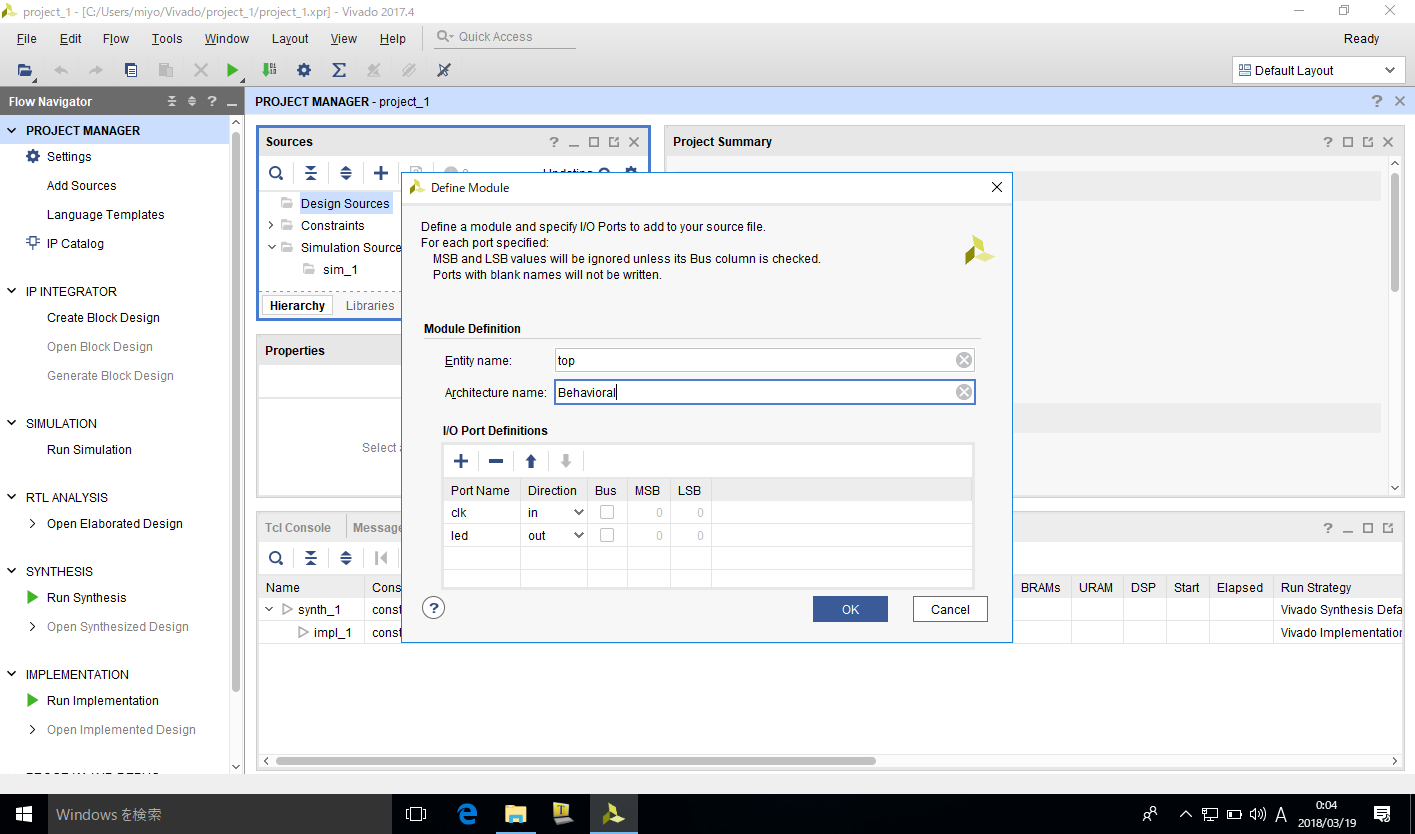 project_1 - [C:/Users/miyo/Vivado/project_1/project_1.xpr] - Vivado 2017.4
File Edit Flow Tools Window Layout View Help Quick Access Ready
Default Layout
Flow Navigator
PROJECT MANAGER - project_1
PROJECT MANAGER
Settings
Add Sources
Language Templates
IP Catalog
IP INTEGRATOR
Create Block Design
Open Block Design
Generate Block Design
SIMULATION
Run Simulation
RTL ANALYSIS
Open Elaborated Design
SYNTHESIS
Run Synthesis
Open Synthesized Design
IMPLEMENTATION
Run Implementation
Open Implemented Design
Sources
Updating
Design Sources
Constraints
Simulation Source
sim_1
Hierarchy Libraries
Properties
Select
Project Summary
Define Module
Define a module and specify I/O Ports to add to your source file.
For each port specified:
MSB and LSB values will be ignored unless its Bus column is checked.
Ports with blank names will not be written.
Module Definition
Entity name: top
Architecture name: Behavioral
I/O Port Definitions
Port Name Direction Bus MSB LSB
clk in 0 0
led out 0 0
OK Cancel
Tcl Console Message
Name Cons BRAMs URAM DSP Start Elapsed Run Strategy
synth_1 const Vivado Synthesis Defa
impl_1 const Vivado Implementation
Windows を検索
A
0:04
2018/03/19